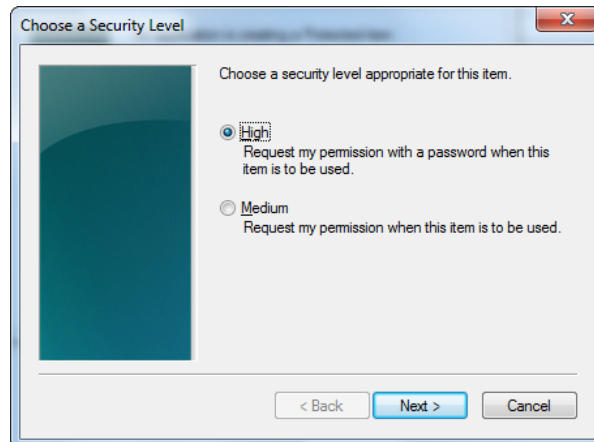 Choose a Security Level
Choose a security level appropriate for this item.
High
Request my permission with a password when this
item is to be used.
Medium
Request my permission when this item is to be used.
< Back
Next >
Cancel